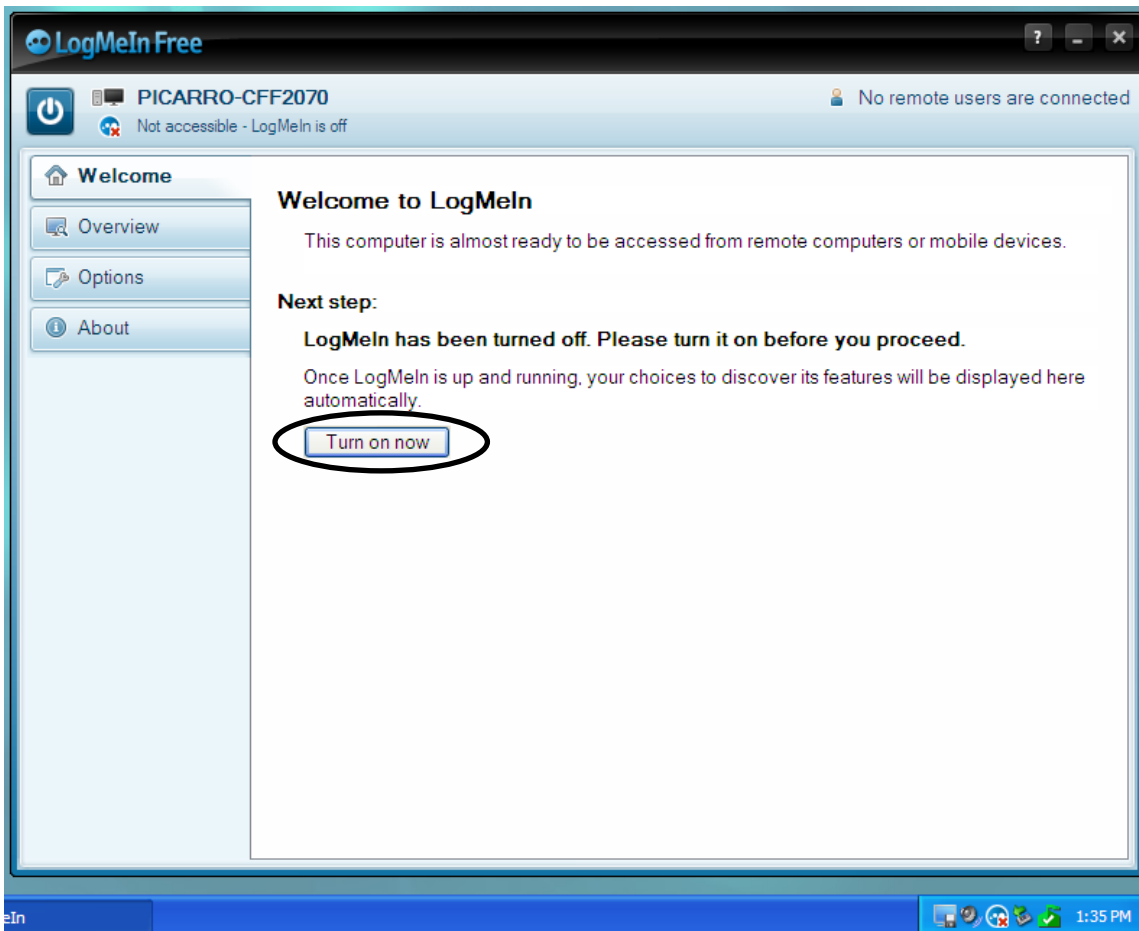 LogMeIn Free
?
PICARRO-CFF2070
No remote users are connected
Not accessible - LogMeIn is off
Welcome
Overview
Options
About
Welcome to LogMeIn
This computer is almost ready to be accessed from remote computers or mobile devices.
Next step:
LogMeIn has been turned off. Please turn it on before you proceed.
Once LogMeIn is up and running, your choices to discover its features will be displayed here
automatically.
Turn on now
eIn
1:35 PM